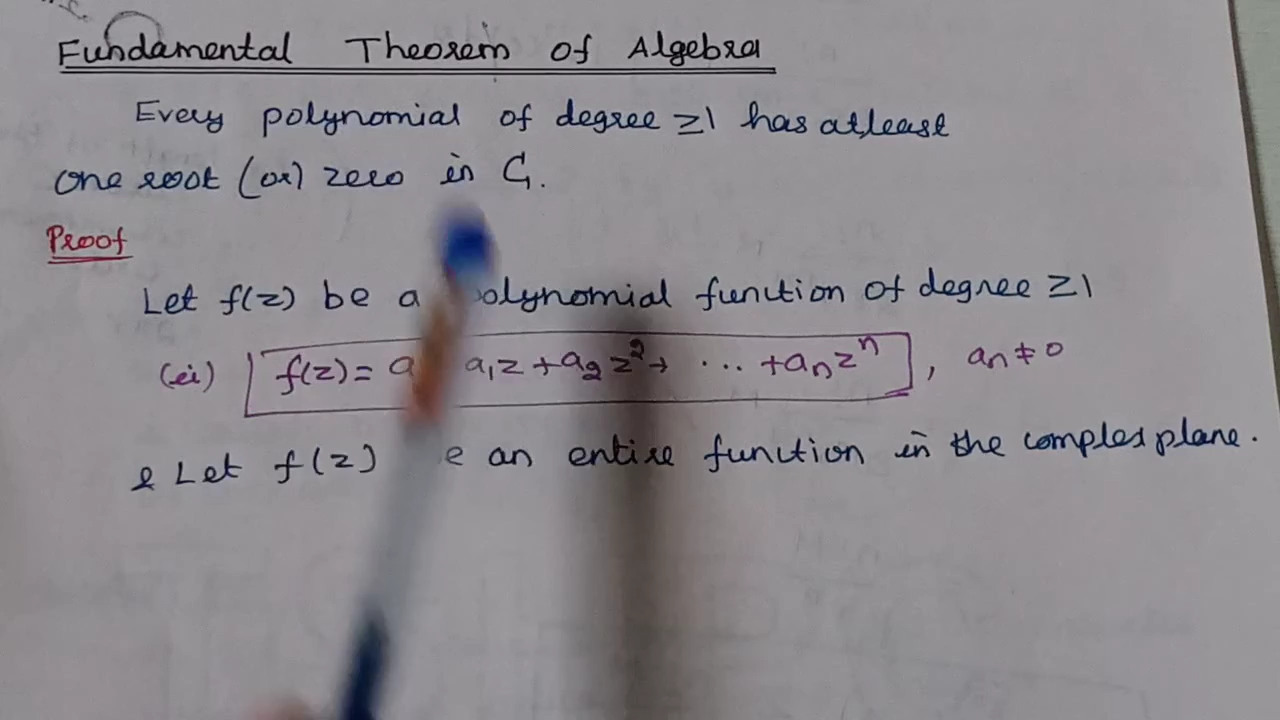 Fundamental Theorem of Algebra
Every polynomial of degree ≥1 has atleast
one root (or) zero in ℂ.
Proof
Let f(z) be a polynomial function of degree ≥1
(ie) f(z) = a a₁z + a₂z² + ... + aₙzⁿ, aₙ ≠ 0
& Let f(z) an entire function in the complex plane.